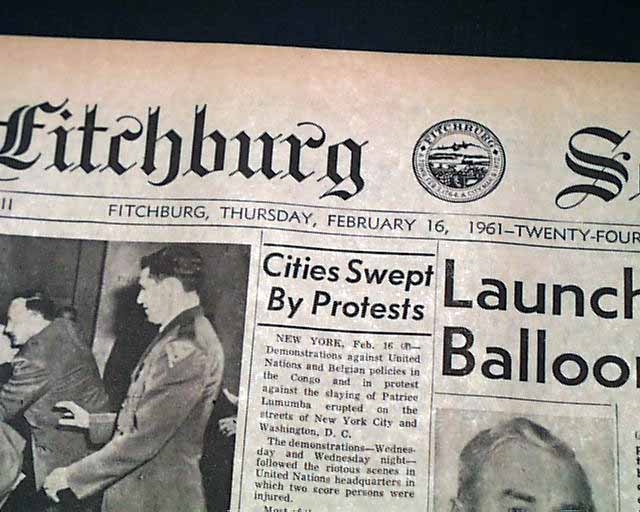 Fitchburg
FITCHBURG
II
FITCHBURG, THURSDAY, FEBRUARY 16, 1961—TWENTY-FOUR
Cities Swept
By Protests
NEW YORK, Feb. 16 (P)—
Demonstrations against United
Nations and Belgian policies in
the Congo and in protest
against the slaying of Patrice
Lumumba erupted on the
streets of New York City and
Washington, D. C.
The demonstrations—Wednes-
day and Wednesday night—
followed the riotous scenes in
United Nations headquarters in
which two score persons were
injured.
Launch
Balloo